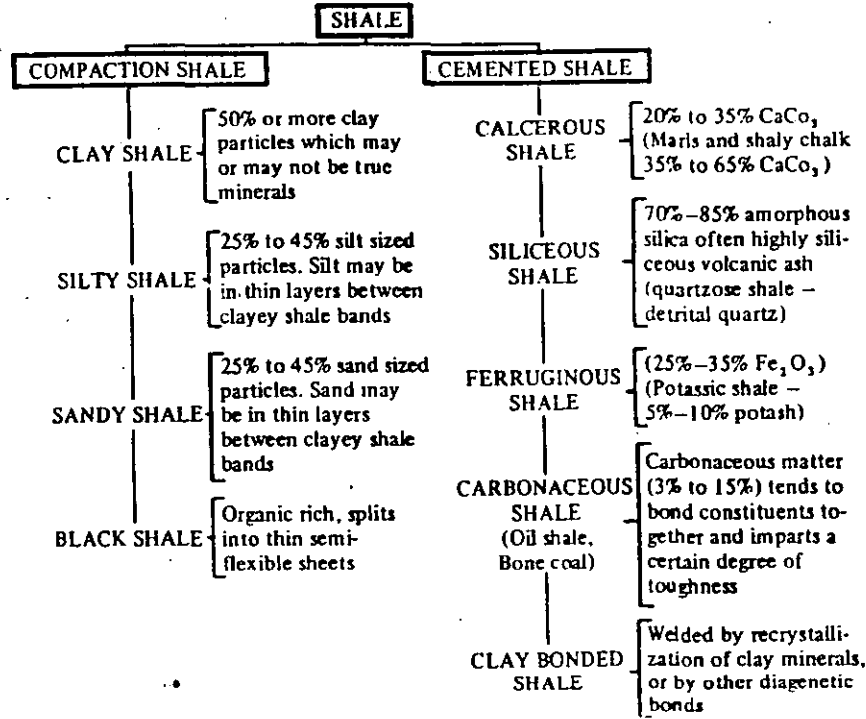 SHALE
COMPACTION SHALE
CLAY SHALE
50% or more clay
particles which may
or may not be true
minerals
SILTY SHALE
25% to 45% silt sized
particles. Silt may be
in thin layers between
clayey shale bands
SANDY SHALE
25% to 45% sand sized
particles. Sand may
be in thin layers
between clayey shale
bands
BLACK SHALE
Organic rich, splits
into thin semi-
flexible sheets
CEMENTED SHALE
CALCEROUS
SHALE
20% to 35% CaCo₃
(Marls and shaly chalk
35% to 65% CaCo₃)
SILICEOUS
SHALE
70%–85% amorphous
silica often highly sili-
ceous volcanic ash
(quartzose shale –
detrital quartz)
FERRUGINOUS
SHALE
(25%–35% Fe₂O₃)
(Potassic shale –
5%–10% potash)
CARBONACEOUS
SHALE
(Oil shale,
Bone coal)
Carbonaceous matter
(3% to 15%) tends to
bond constituents to-
gether and imparts a
certain degree of
toughness
CLAY BONDED
SHALE
Welded by recrystalli-
zation of clay minerals,
or by other diagenetic
bonds